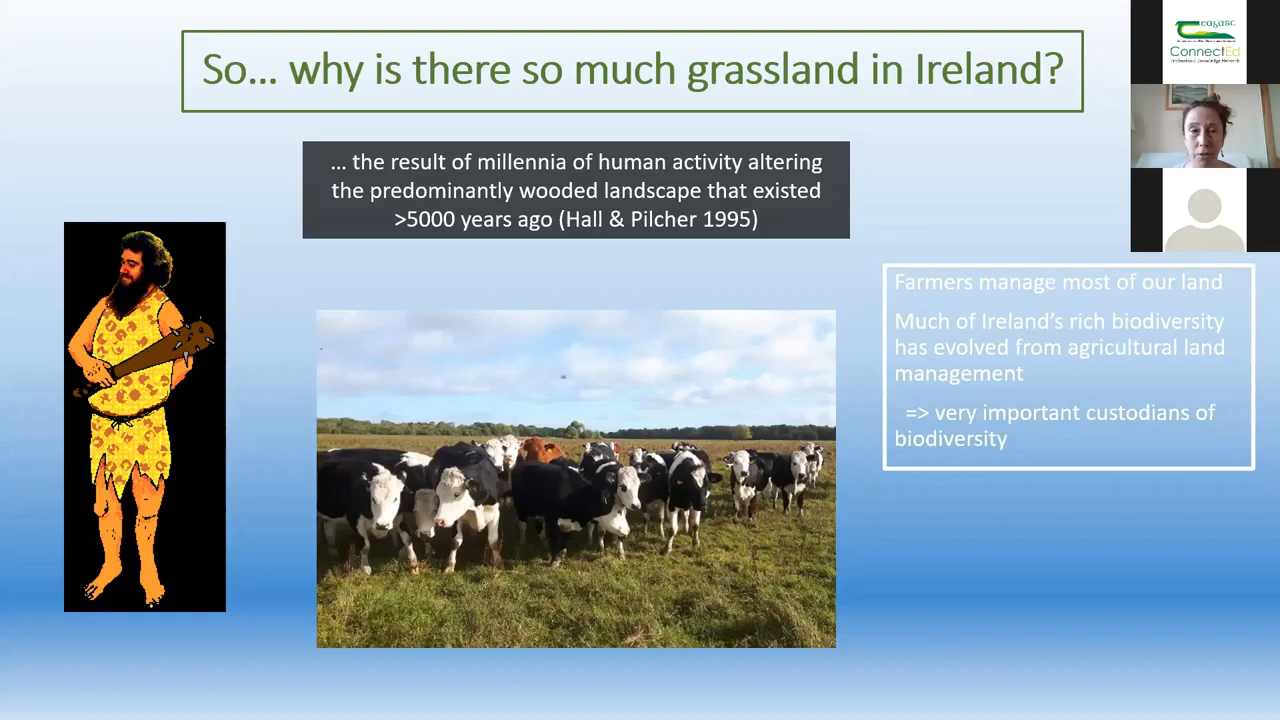 So... why is there so much grassland in Ireland?
... the result of millennia of human activity altering
the predominantly wooded landscape that existed
>5000 years ago (Hall & Pilcher 1995)
Farmers manage most of our land
Much of Ireland's rich biodiversity
has evolved from agricultural land
management
=> very important custodians of
biodiversity
eagasc
ConnectEd